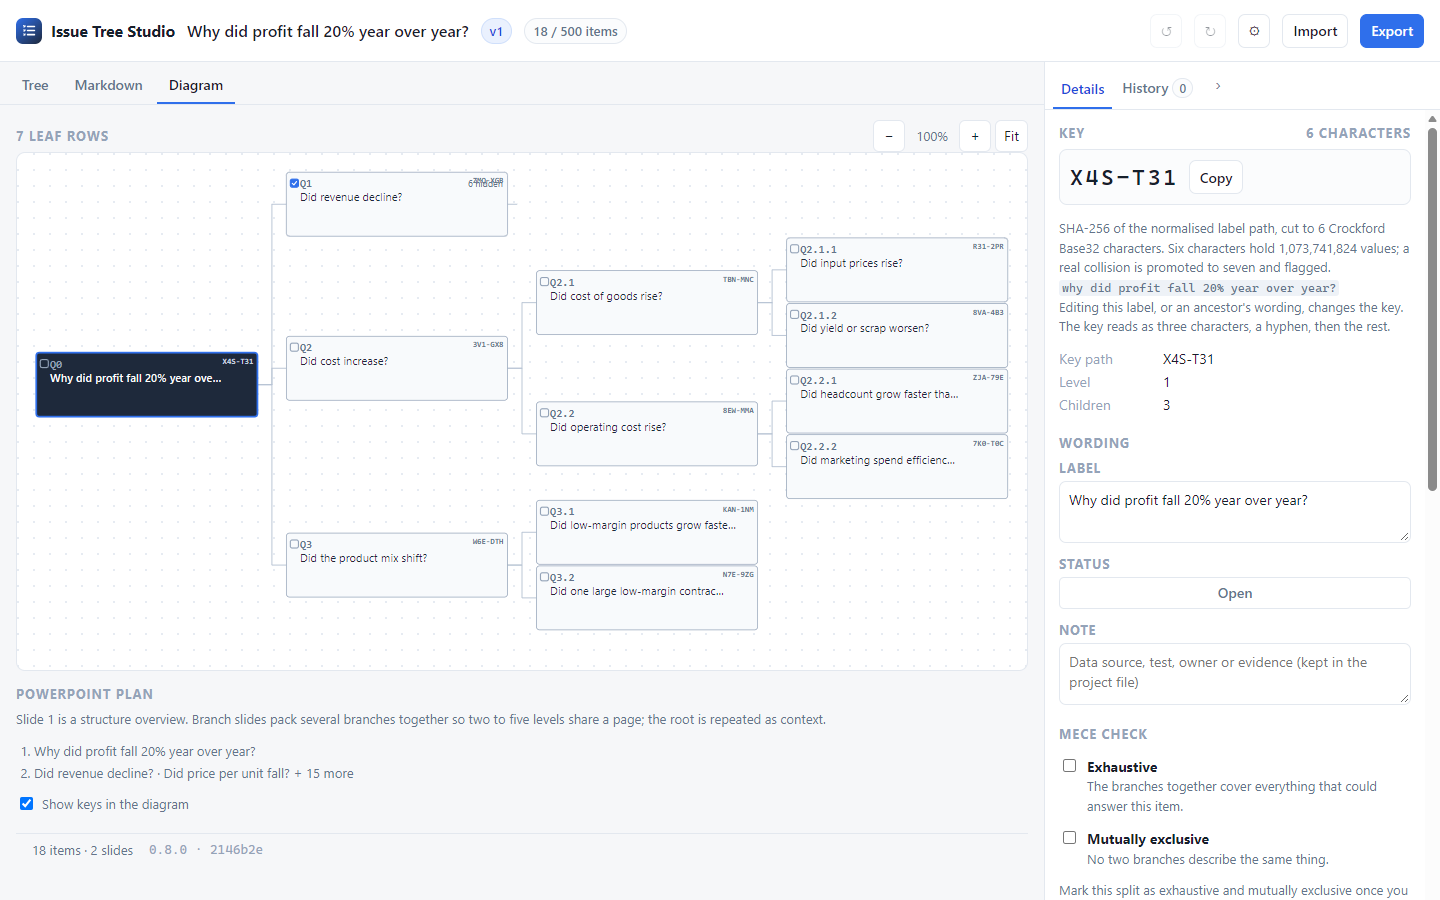 Issue Tree Studio Why did profit fall 20% year over year? v1 18 / 500 items Import Export
Tree Markdown Diagram
7 LEAF ROWS − 100% + Fit
Q1 6 hidden
Did revenue decline?
Q2.1.1 R31-2PR
Did input prices rise?
Q2.1 TBN-MNC
Did cost of goods rise?
Q2.1.2 8VA-4B3
Did yield or scrap worsen?
Q2 3V1-GX8
Did cost increase?
Q0 X4S-T31
Why did profit fall 20% year ove...
Q2.2.1 ZJA-79E
Did headcount grow faster tha...
Q2.2 8EW-MMA
Did operating cost rise?
Q2.2.2 7K0-T0C
Did marketing spend efficienc...
Q3.1 KAN-1NM
Did low-margin products grow faste...
Q3 W6E-DTH
Did the product mix shift?
Q3.2 N7E-9ZG
Did one large low-margin contrac...
POWERPOINT PLAN
Slide 1 is a structure overview. Branch slides pack several branches together so two to five levels share a page; the root is repeated as context.
1. Why did profit fall 20% year over year?
2. Did revenue decline? · Did price per unit fall? + 15 more
Show keys in the diagram
18 items · 2 slides 0.8.0 · 2146b2e
Details History 0 ›
KEY 6 CHARACTERS
X4S-T31 Copy
SHA-256 of the normalised label path, cut to 6 Crockford
Base32 characters. Six characters hold 1,073,741,824 values; a
real collision is promoted to seven and flagged.
why did profit fall 20% year over year?
Editing this label, or an ancestor's wording, changes the key.
The key reads as three characters, a hyphen, then the rest.
Key path X4S-T31
Level 1
Children 3
WORDING
LABEL
Why did profit fall 20% year over year?
STATUS
Open
NOTE
Data source, test, owner or evidence (kept in the
project file)
MECE CHECK
Exhaustive
The branches together cover everything that could
answer this item.
Mutually exclusive
No two branches describe the same thing.
Mark this split as exhaustive and mutually exclusive once you